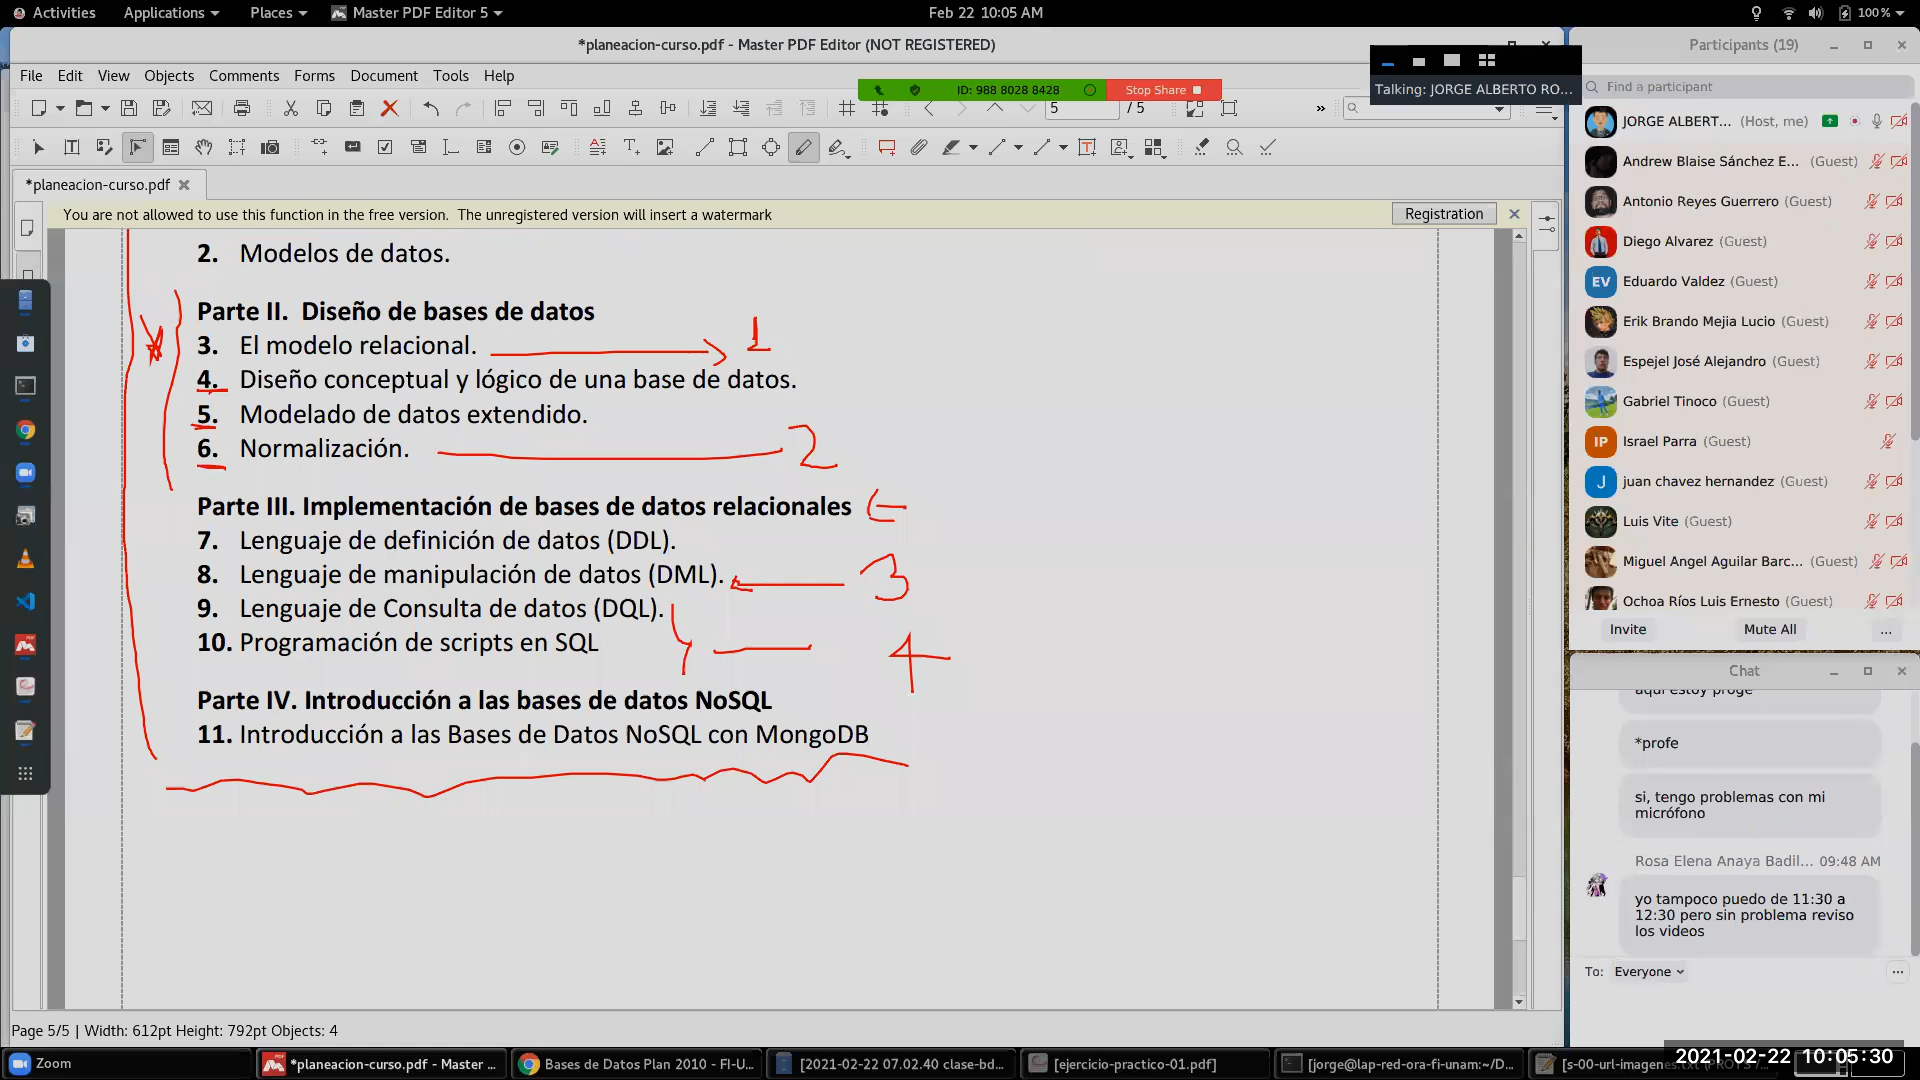 Activities Applications Places Master PDF Editor 5 Feb 22 10:05 AM 100%
*planeacion-curso.pdf - Master PDF Editor (NOT REGISTERED)
Participants (19)
File Edit View Objects Comments Forms Document Tools Help
ID: 988 8028 8428 Stop Share
Talking: JORGE ALBERTO RO...
Find a participant
5 / 5
*planeacion-curso.pdf
You are not allowed to use this function in the free version. The unregistered version will insert a watermark
Registration
2. Modelos de datos.
Parte II. Diseño de bases de datos
3. El modelo relacional. 1
4. Diseño conceptual y lógico de una base de datos.
5. Modelado de datos extendido.
6. Normalización. 2
Parte III. Implementación de bases de datos relacionales
7. Lenguaje de definición de datos (DDL).
8. Lenguaje de manipulación de datos (DML). 3
9. Lenguaje de Consulta de datos (DQL).
10. Programación de scripts en SQL 4
Parte IV. Introducción a las bases de datos NoSQL
11. Introducción a las Bases de Datos NoSQL con MongoDB
JORGE ALBERT... (Host, me)
Andrew Blaise Sánchez E... (Guest)
Antonio Reyes Guerrero (Guest)
Diego Alvarez (Guest)
EV Eduardo Valdez (Guest)
Erik Brando Mejia Lucio (Guest)
Espejel José Alejandro (Guest)
Gabriel Tinoco (Guest)
IP Israel Parra (Guest)
J juan chavez hernandez (Guest)
Luis Vite (Guest)
Miguel Angel Aguilar Barc... (Guest)
Ochoa Ríos Luis Ernesto (Guest)
Invite Mute All ...
Chat
aqui estoy proge
*profe
si, tengo problemas con mi
micrófono
Rosa Elena Anaya Badil... 09:48 AM
yo tampoco puedo de 11:30 a
12:30 pero sin problema reviso
los videos
To: Everyone
Page 5/5 | Width: 612pt Height: 792pt Objects: 4
Zoom
*planeacion-curso.pdf - Master ...
Bases de Datos Plan 2010 - FI-U...
[2021-02-22 07.02.40 clase-bd...
[ejercicio-practico-01.pdf]
[jorge@lap-red-ora-fi-unam:~/D...
[s-00-url-imagenes
2021-02-22 10:05:30